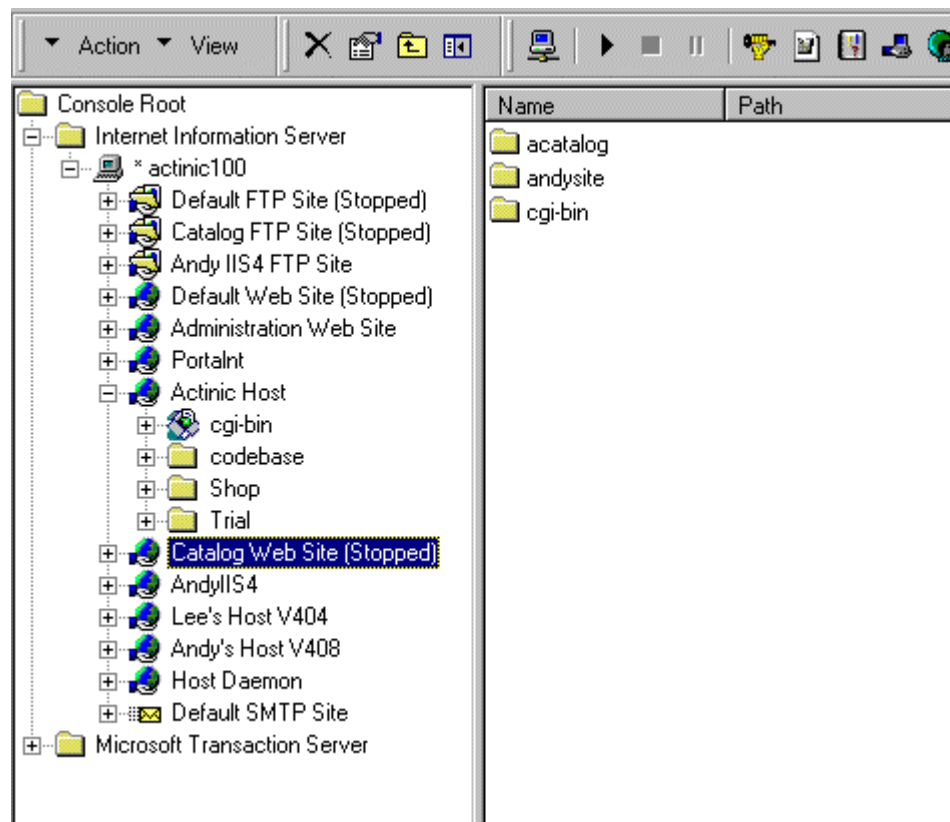 Action View
Console Root
Internet Information Server
* actinic100
Default FTP Site (Stopped)
Catalog FTP Site (Stopped)
Andy IIS4 FTP Site
Default Web Site (Stopped)
Administration Web Site
PortaInt
Actinic Host
cgi-bin
codebase
Shop
Trial
Catalog Web Site (Stopped)
AndyIIS4
Lee's Host V404
Andy's Host V408
Host Daemon
Default SMTP Site
Microsoft Transaction Server
Name Path
acatalog
andysite
cgi-bin